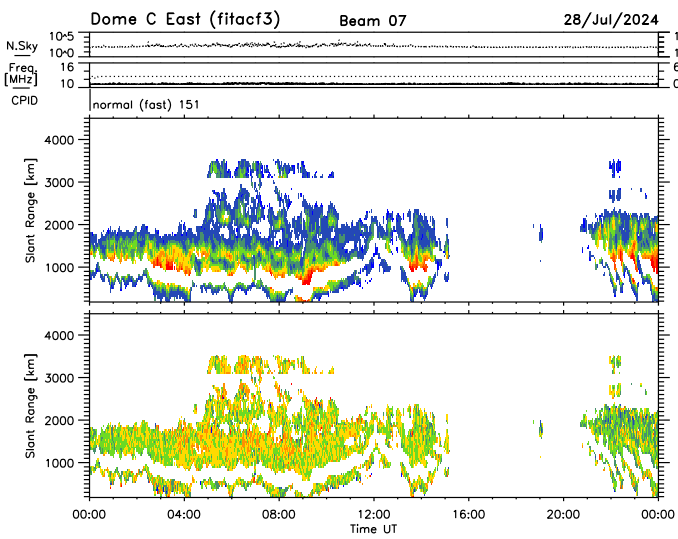 Dome C East (fitacf3) Beam 07 28/Jul/2024
N.Sky 10^5 10^0 1 1
Freq. [MHz] 16 10 6 0
CPID normal (fast) 151
Slant Range [km] 4000 3000 2000 1000
Slant Range [km] 4000 3000 2000 1000
00:00 04:00 08:00 12:00 16:00 20:00 00:00
Time UT